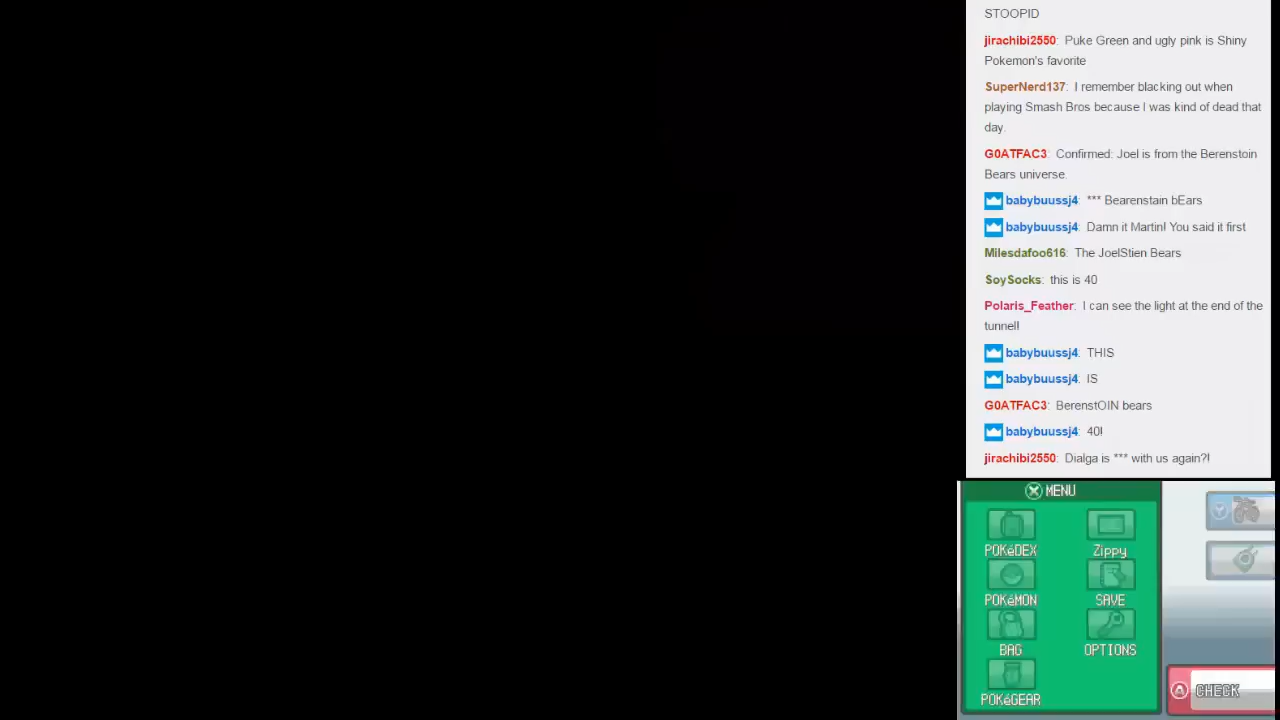 STOOPID
jirachibi2550: Puke Green and ugly pink is Shiny
Pokemon's favorite
SuperNerd137: I remember blacking out when
playing Smash Bros because I was kind of dead that
day.
G0ATFAC3: Confirmed: Joel is from the Berenstoin
Bears universe.
babybuussj4: *** Bearenstain bEars
babybuussj4: Damn it Martin! You said it first
Milesdafoo616: The JoelStien Bears
SoySocks: this is 40
Polaris_Feather: I can see the light at the end of the
tunnel!
babybuussj4: THIS
babybuussj4: IS
G0ATFAC3: BerenstOIN bears
babybuussj4: 40!
jirachibi2550: Dialga is *** with us again?!
X MENU
POKéDEX
Zippy
POKéMON
SAVE
BAG
OPTIONS
POKéGEAR
Y
A CHECK